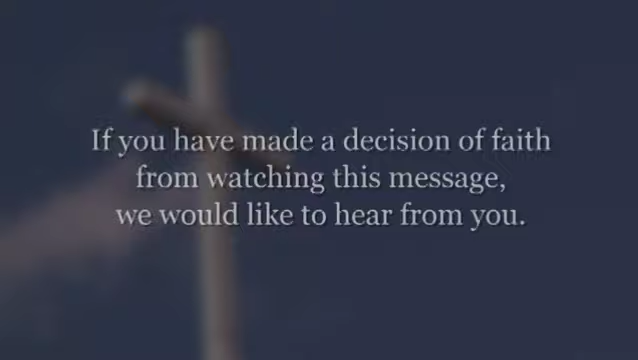 If you have made a decision of faith
from watching this message,
we would like to hear from you.